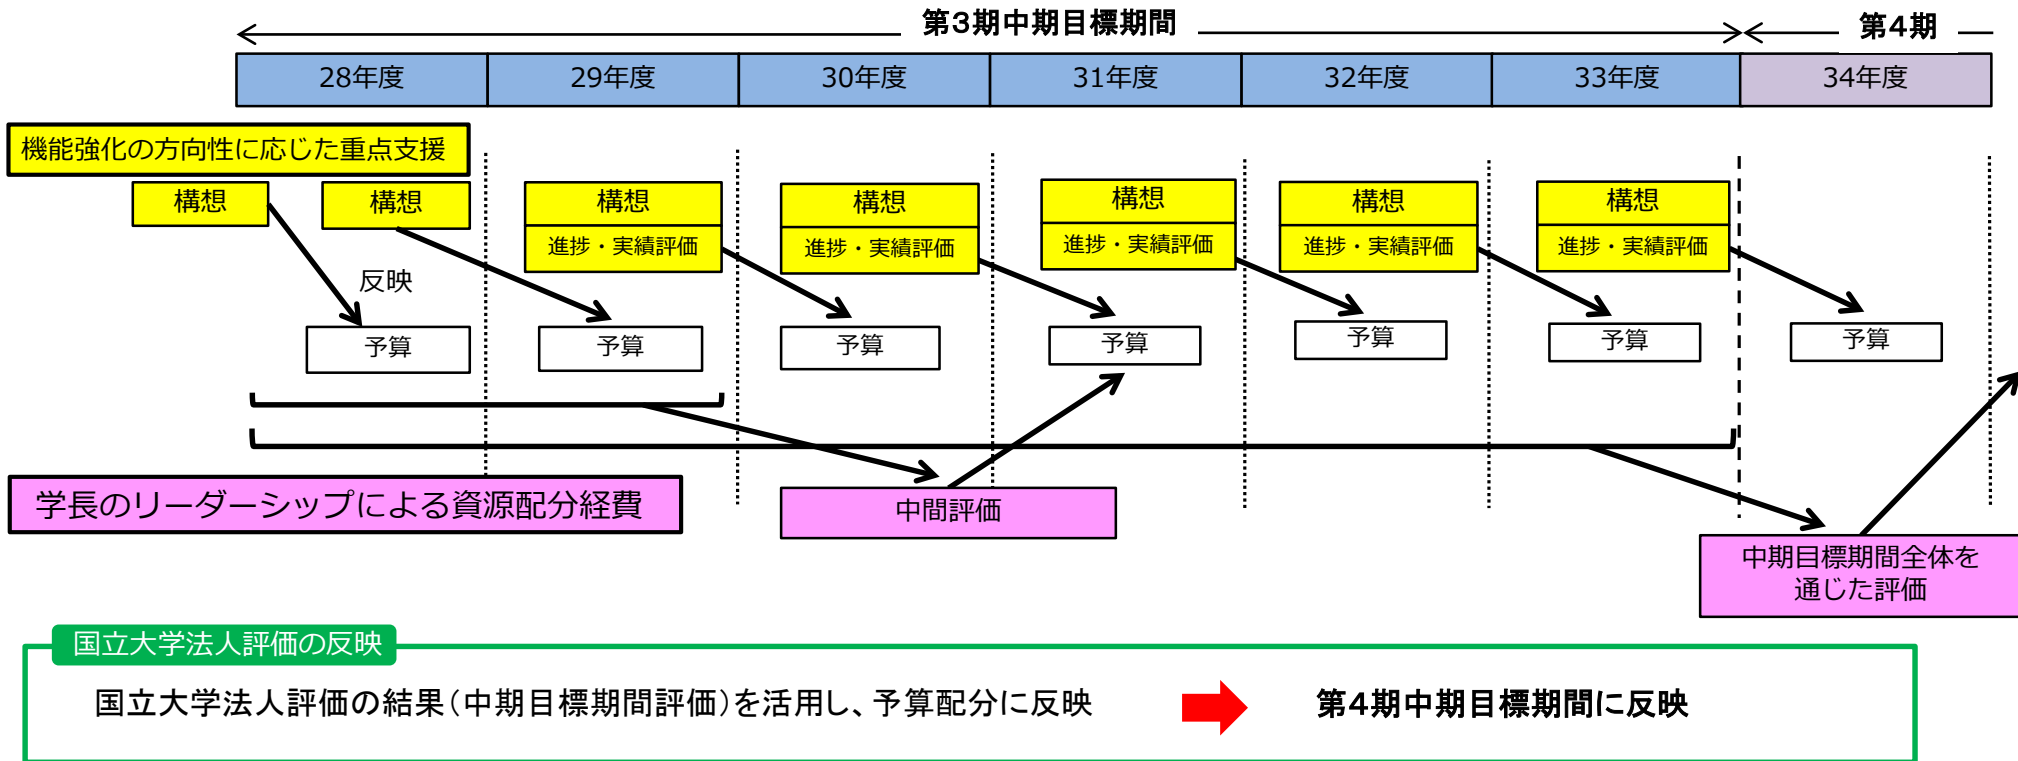 第３期中期目標期間
第４期
28年度
29年度
30年度
31年度
32年度
33年度
34年度
機能強化の方向性に応じた重点支援
構想
構想
構想
構想
構想
構想
構想
進捗・実績評価
進捗・実績評価
進捗・実績評価
進捗・実績評価
進捗・実績評価
反映
予算
予算
予算
予算
予算
予算
予算
学長のリーダーシップによる資源配分経費
中間評価
中期目標期間全体を
通じた評価
国立大学法人評価の反映
国立大学法人評価の結果（中期目標期間評価）を活用し、予算配分に反映
第４期中期目標期間に反映